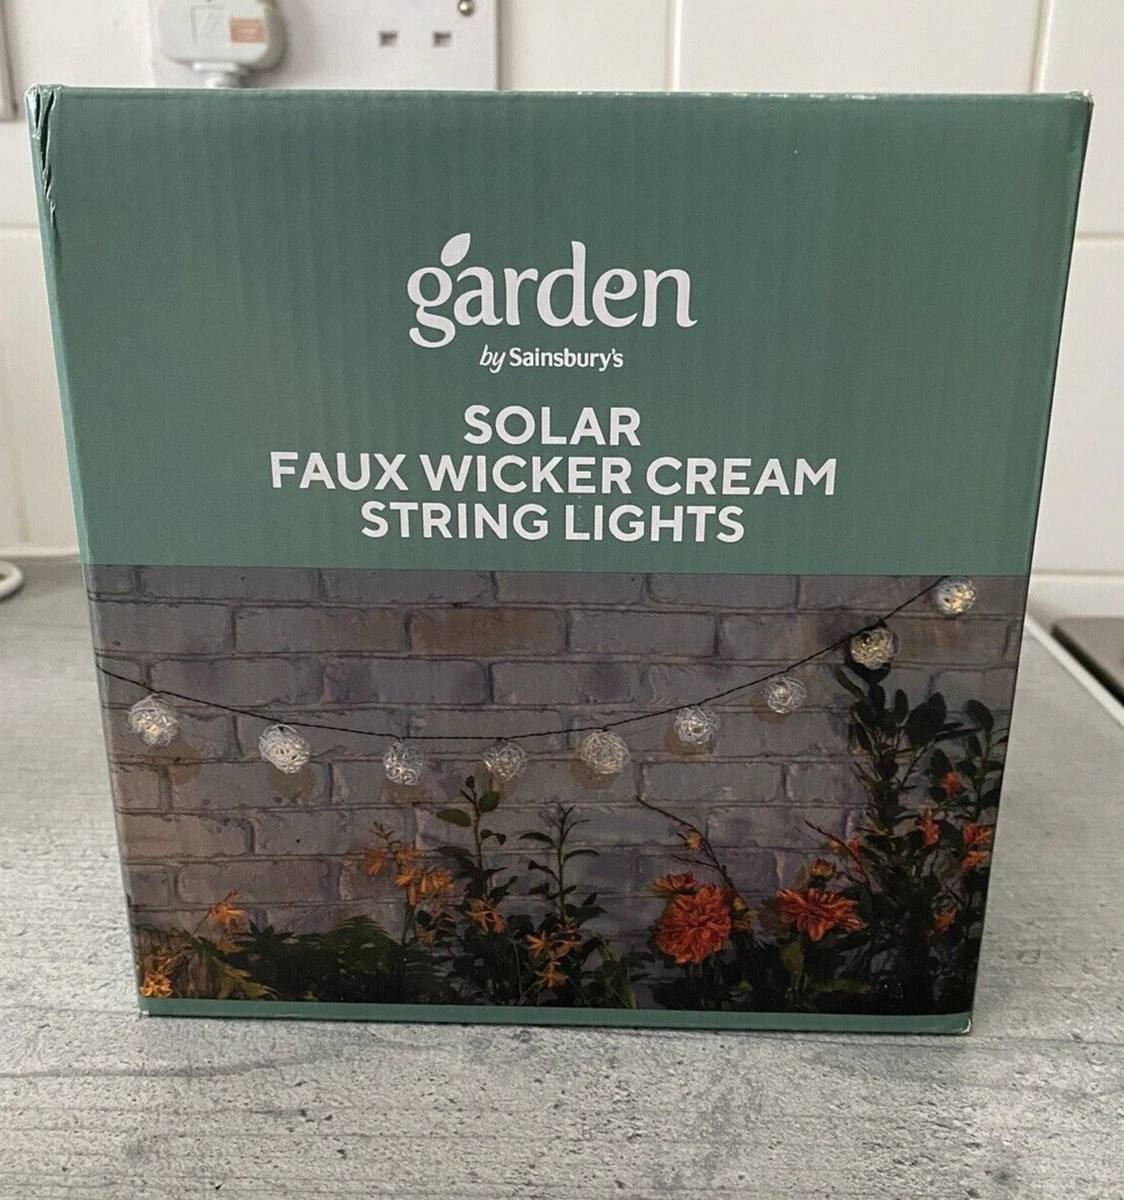 garden
by Sainsbury's
SOLAR
FAUX WICKER CREAM
STRING LIGHTS